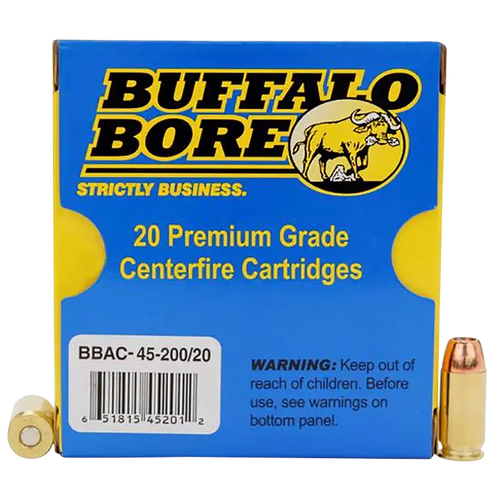 BUFFALO
BORE
STRICTLY BUSINESS.
20 Premium Grade
Centerfire Cartridges
BBAC- 45-200/20
6 51815 45201 2
WARNING: Keep out of
reach of children. Before
use, see warnings on
bottom panel.